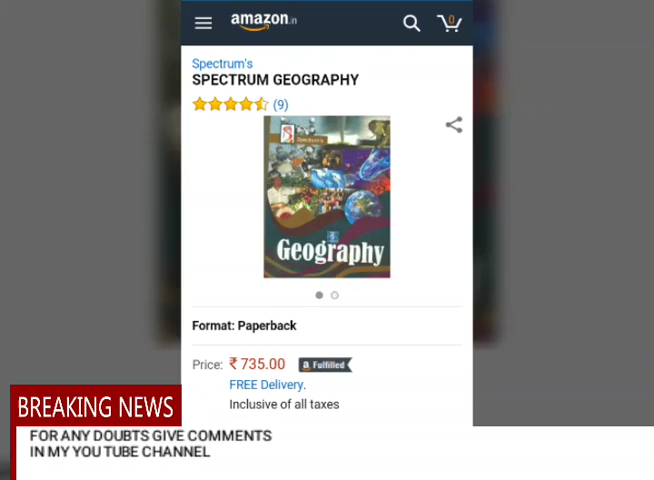 amazon.in
0
Spectrum's
SPECTRUM GEOGRAPHY
(9)
Spectrum's
Geography
Format: Paperback
Price: ₹ 735.00 a Fulfilled
FREE Delivery.
Inclusive of all taxes
BREAKING NEWS
FOR ANY DOUBTS GIVE COMMENTS
IN MY YOU TUBE CHANNEL